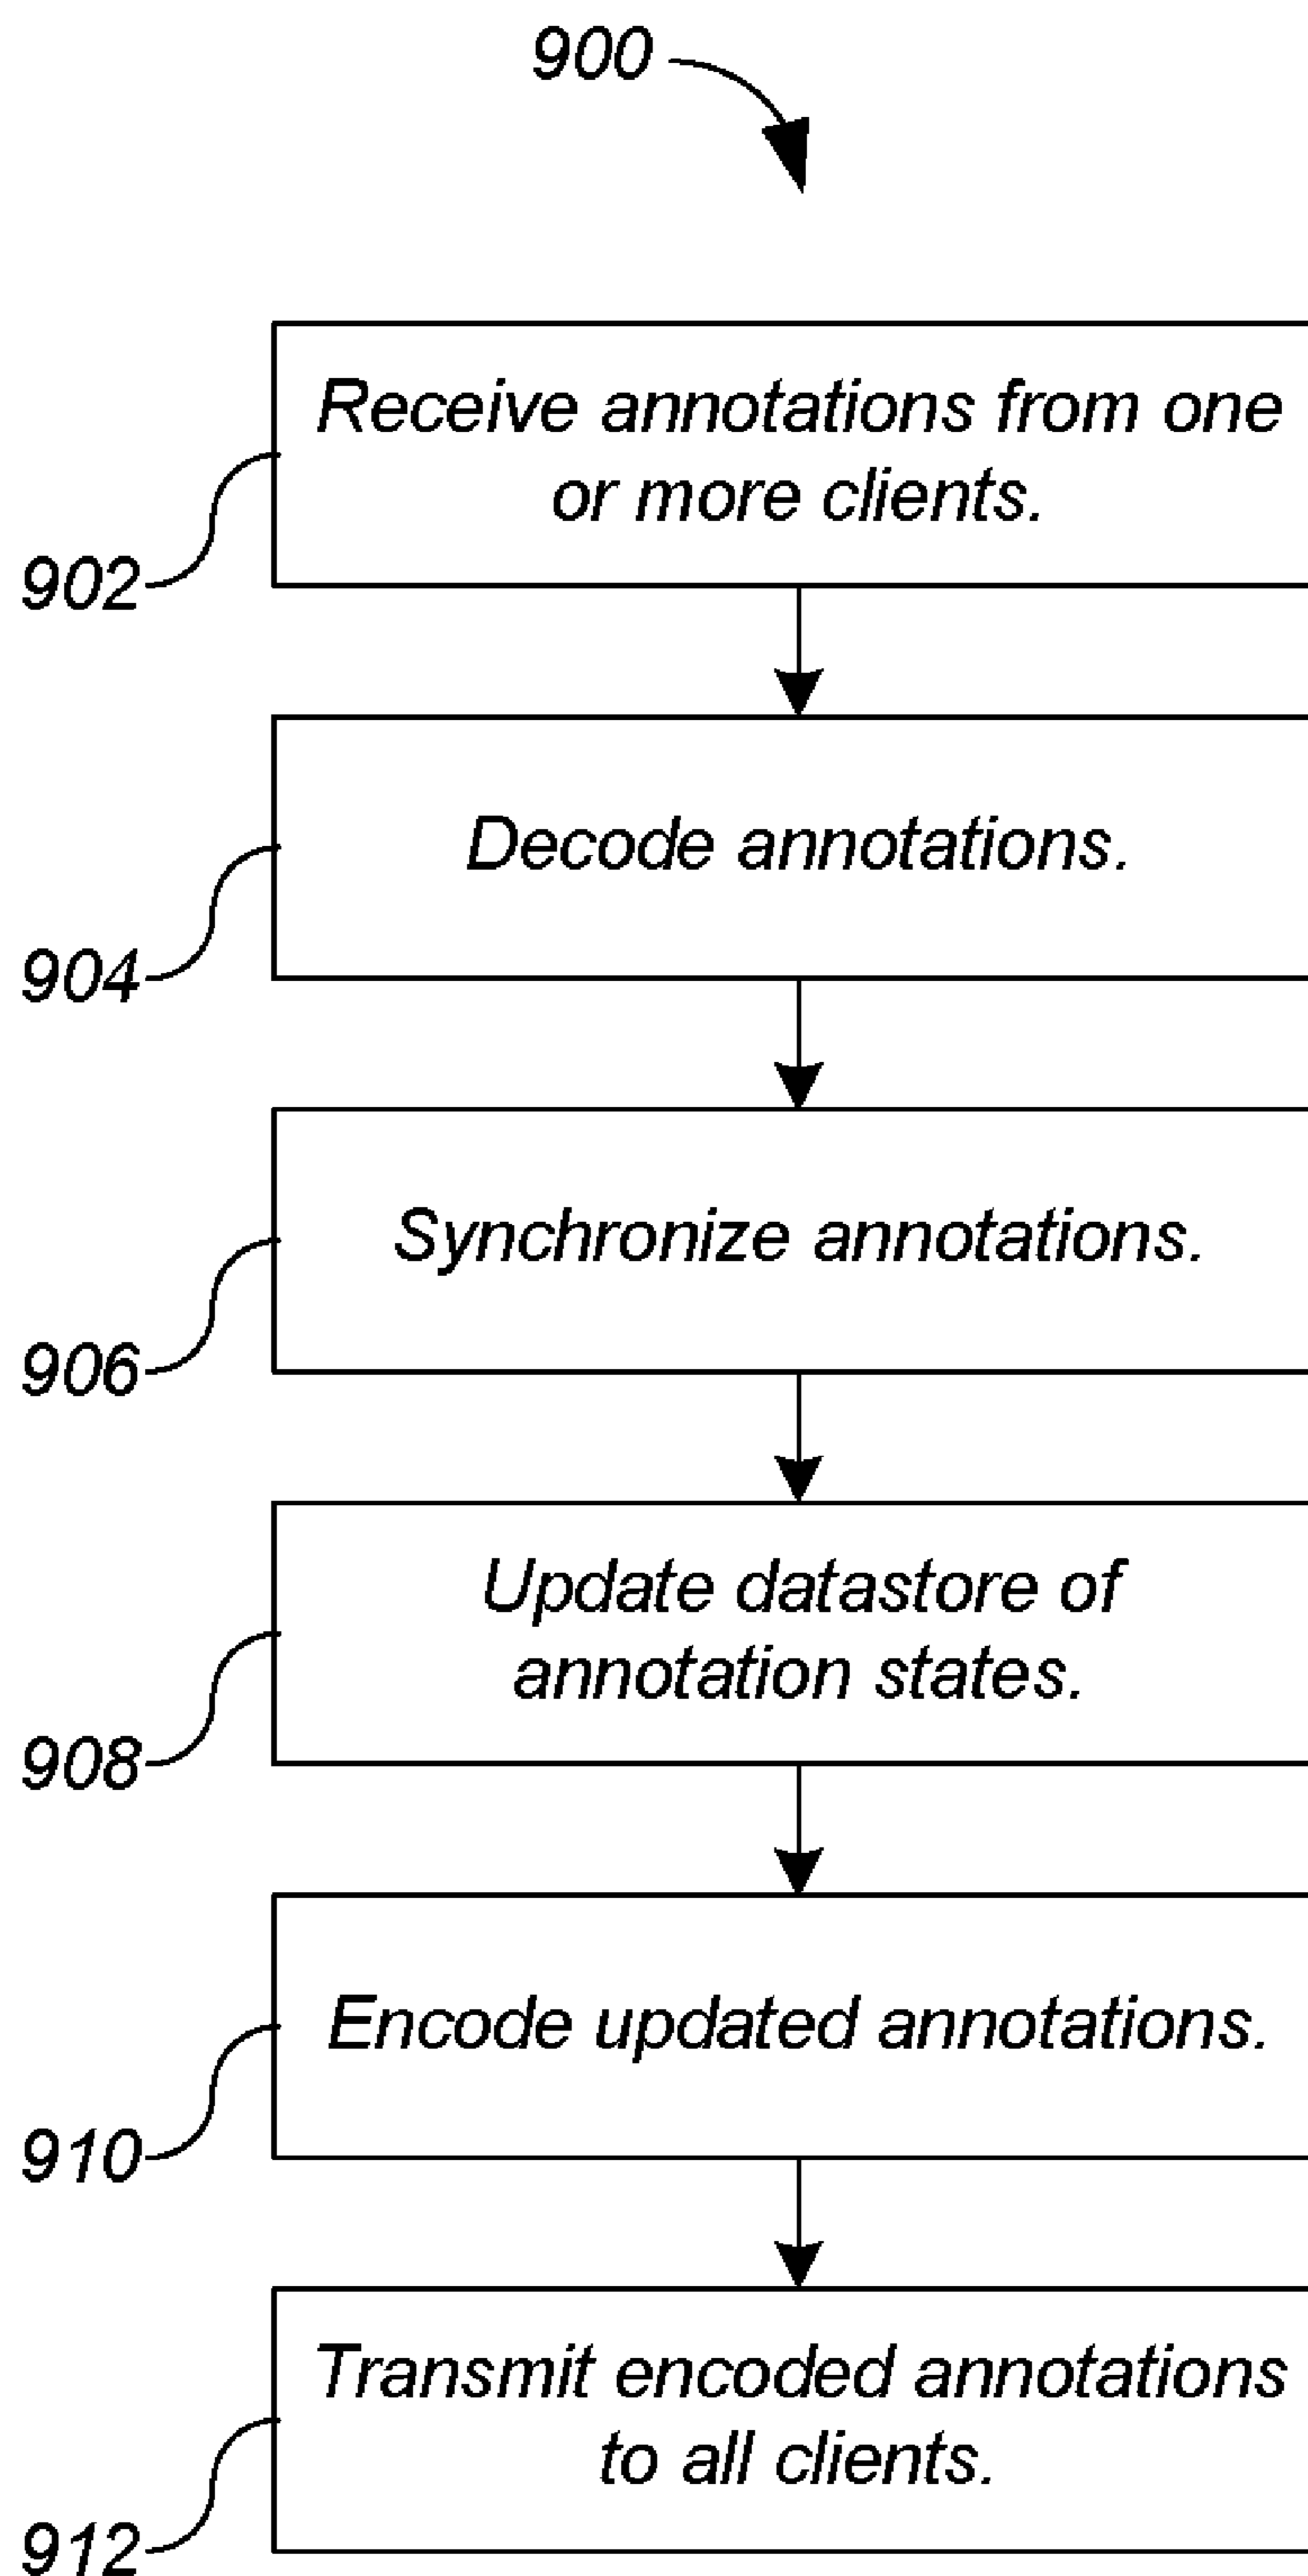 900
Receive annotations from one
or more clients.
902
Decode annotations.
904
Synchronize annotations.
906
Update datastore of
annotation states.
908
Encode updated annotations.
910
Transmit encoded annotations
to all clients.
912